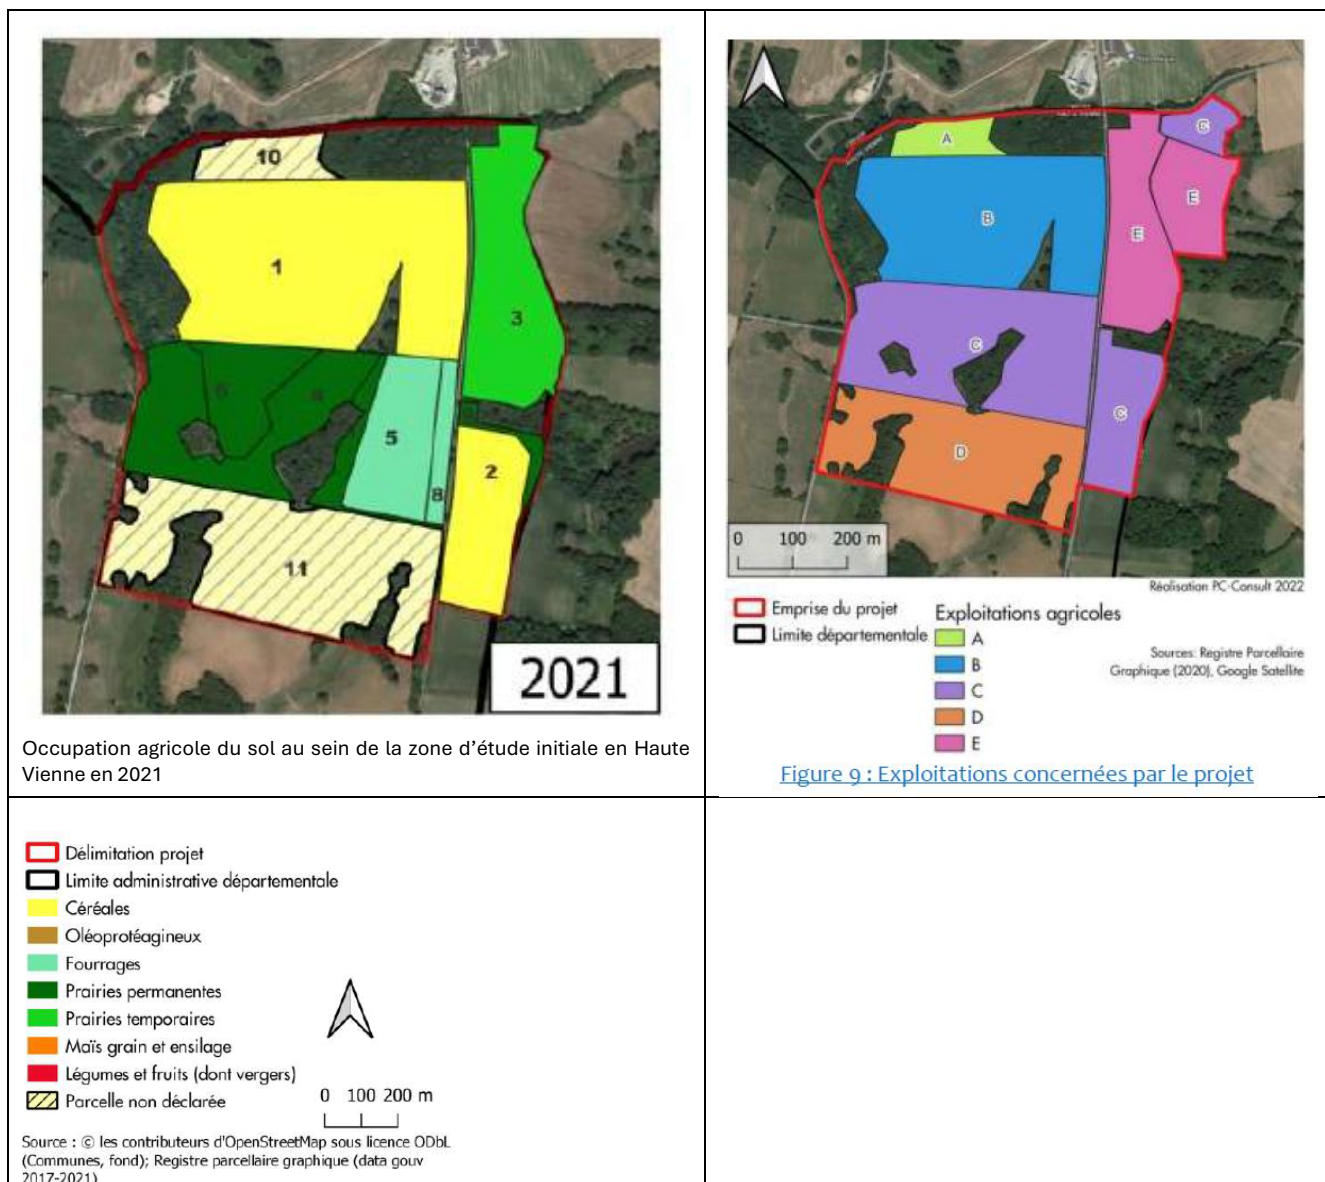 10
1
3
5
8
2
11
2021
Occupation agricole du sol au sein de la zone d’étude initiale en Haute
Vienne en 2021
A
B
C
E
E
C
C
D
0 100 200 m
Réalisation PC-Consult 2022
Emprise du projet
Limite départementale
Exploitations agricoles
A
B
C
D
E
Sources: Registre Parcellaire
Graphique (2020), Google Satellite
Figure 9 : Exploitations concernées par le projet
Délimitation projet
Limite administrative départementale
Céréales
Oléoprotéagineux
Fourrages
Prairies permanentes
Prairies temporaires
Maïs grain et ensilage
Légumes et fruits (dont vergers)
Parcelle non déclarée
0 100 200 m
Source : © les contributeurs d'OpenStreetMap sous licence ODbL
(Communes, fond); Registre parcellaire graphique (data gouv
2017-2021)